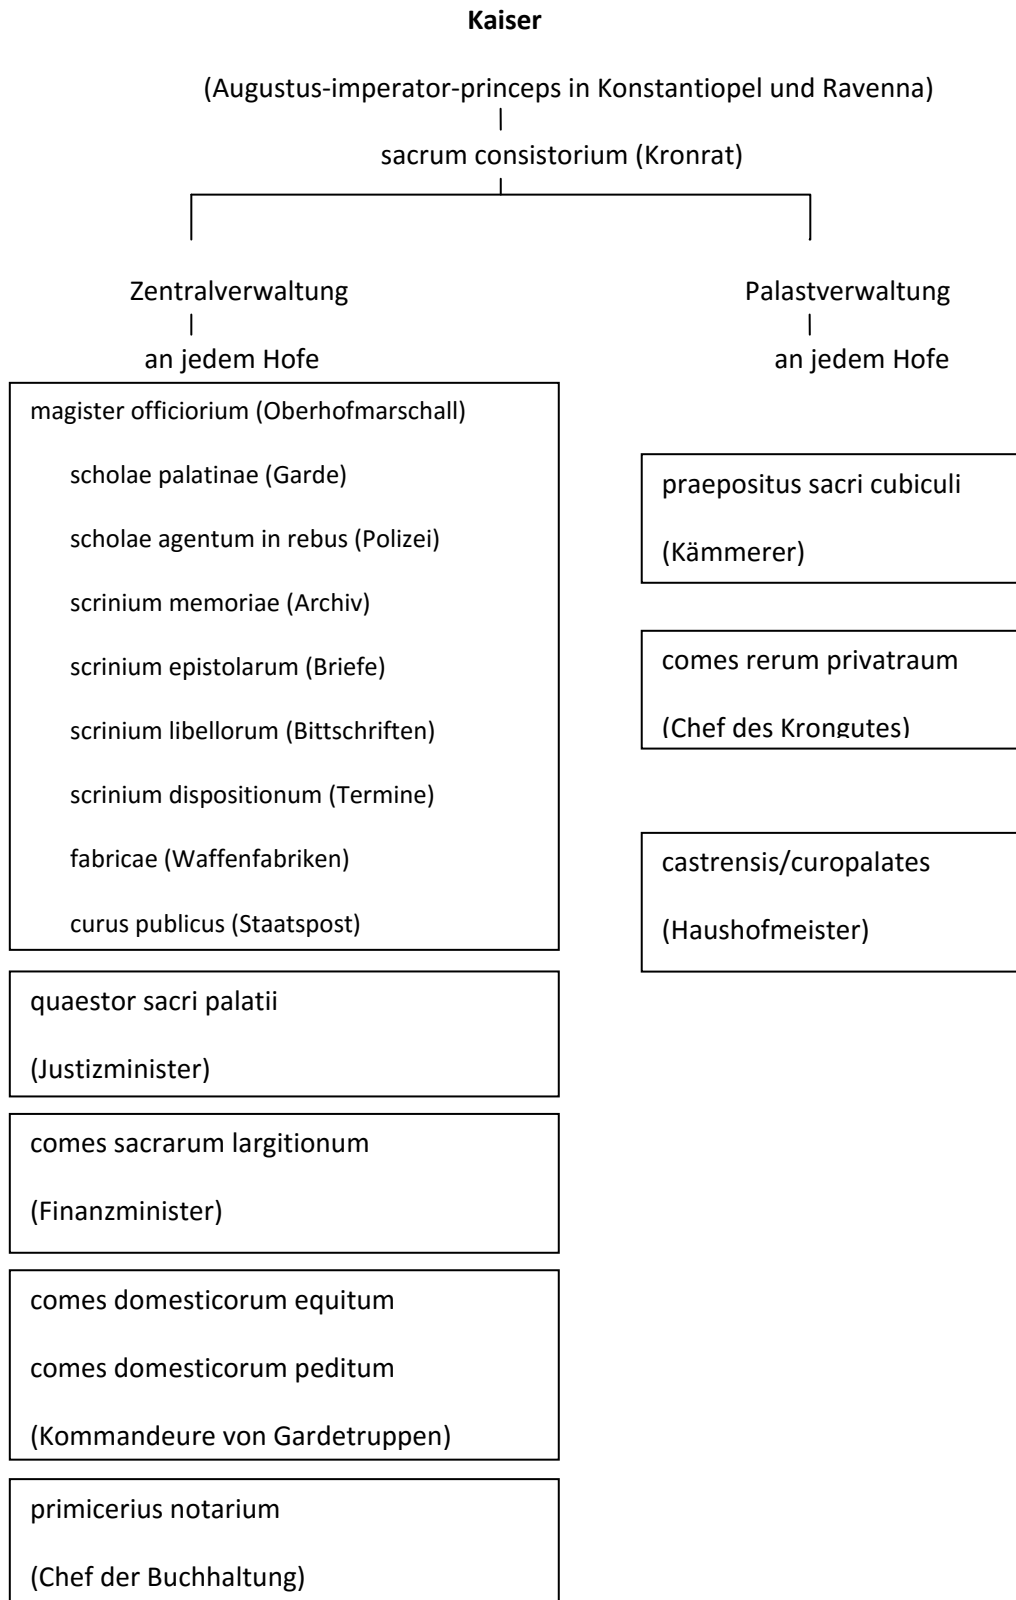 Kaiser
(Augustus-imperator-princeps in Konstantiopel und Ravenna)
sacrum consistorium (Kronrat)
Zentralverwaltung
an jedem Hofe
magister officiorium (Oberhofmarschall)
scholae palatinae (Garde)
scholae agentum in rebus (Polizei)
scrinium memoriae (Archiv)
scrinium epistolarum (Briefe)
scrinium libellorum (Bittschriften)
scrinium dispositionum (Termine)
fabricae (Waffenfabriken)
curus publicus (Staatspost)
quaestor sacri palatii
(Justizminister)
comes sacrarum largitionum
(Finanzminister)
comes domesticorum equitum
comes domesticorum peditum
(Kommandeure von Gardetruppen)
primicerius notarium
(Chef der Buchhaltung)
Palastverwaltung
an jedem Hofe
praepositus sacri cubiculi
(Kämmerer)
comes rerum privatraum
(Chef des Krongutes)
castrensis/curopalates
(Haushofmeister)